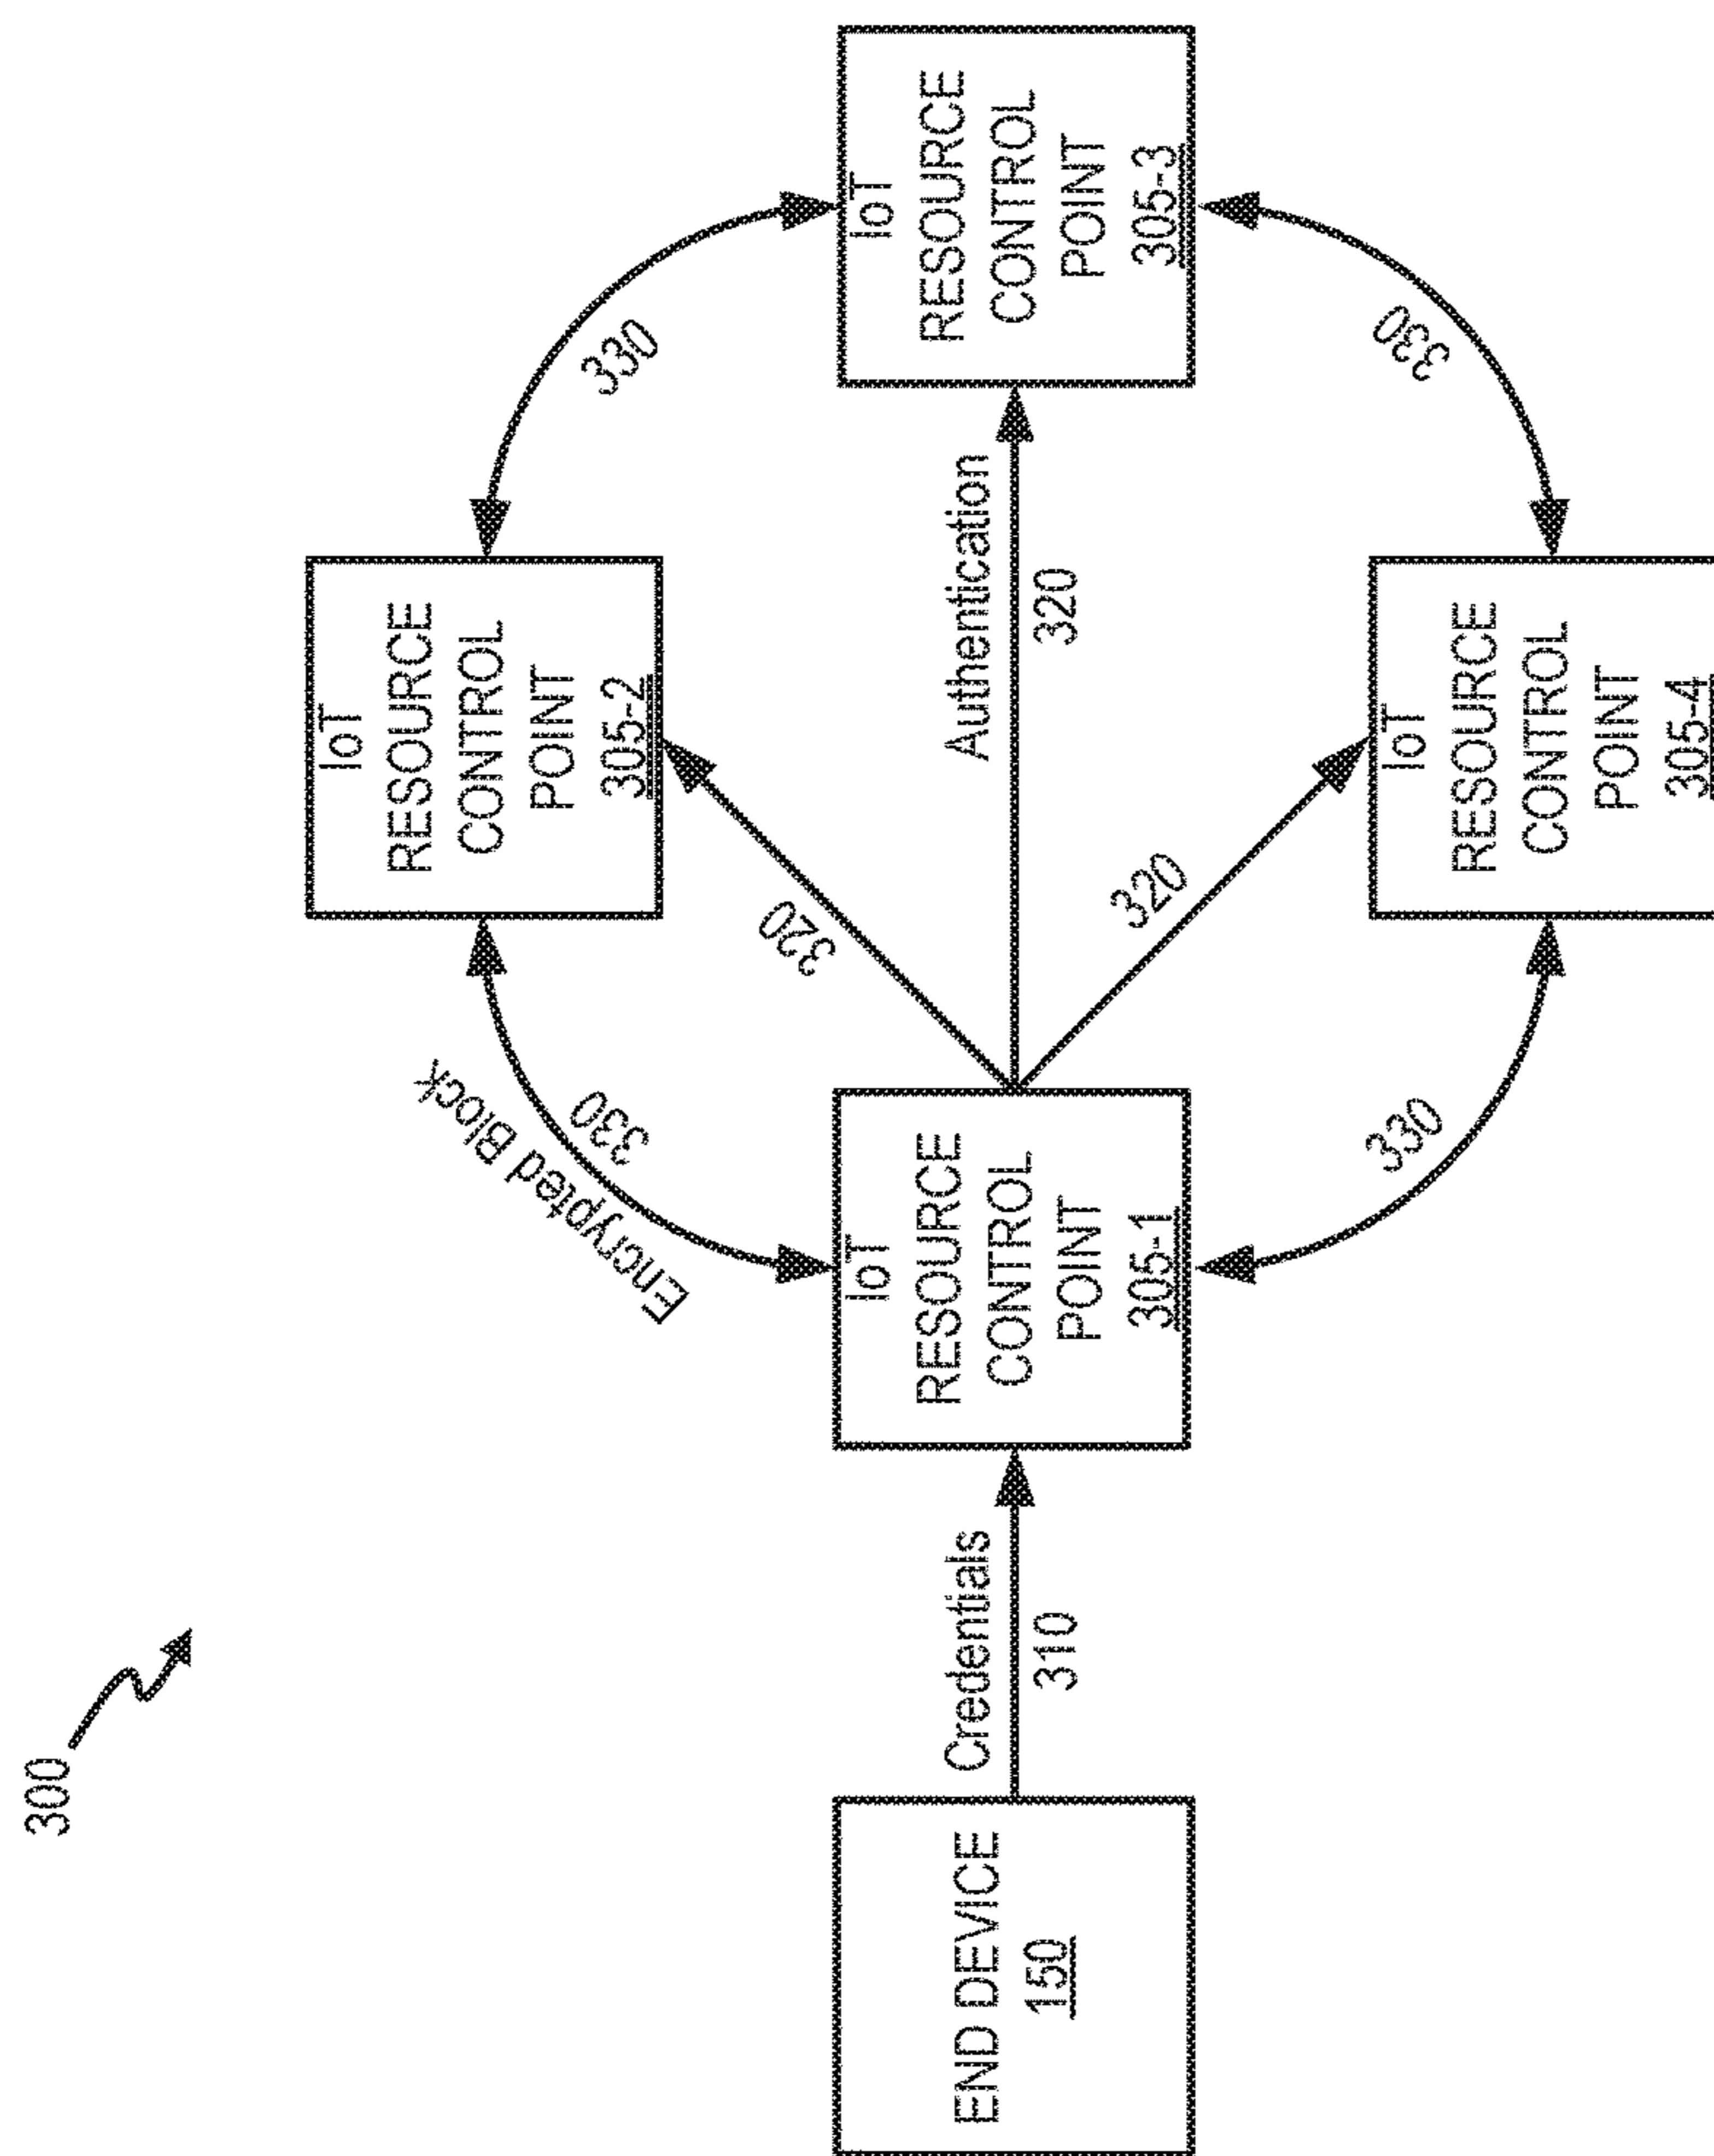 300
END DEVICE
150
Credentials
310
IoT
RESOURCE
CONTROL
POINT
305-1
Encrypted Block
330
320
IoT
RESOURCE
CONTROL
POINT
305-2
330
Authentication
320
IoT
RESOURCE
CONTROL
POINT
305-3
320
330
IoT
RESOURCE
CONTROL
POINT
305-4
330